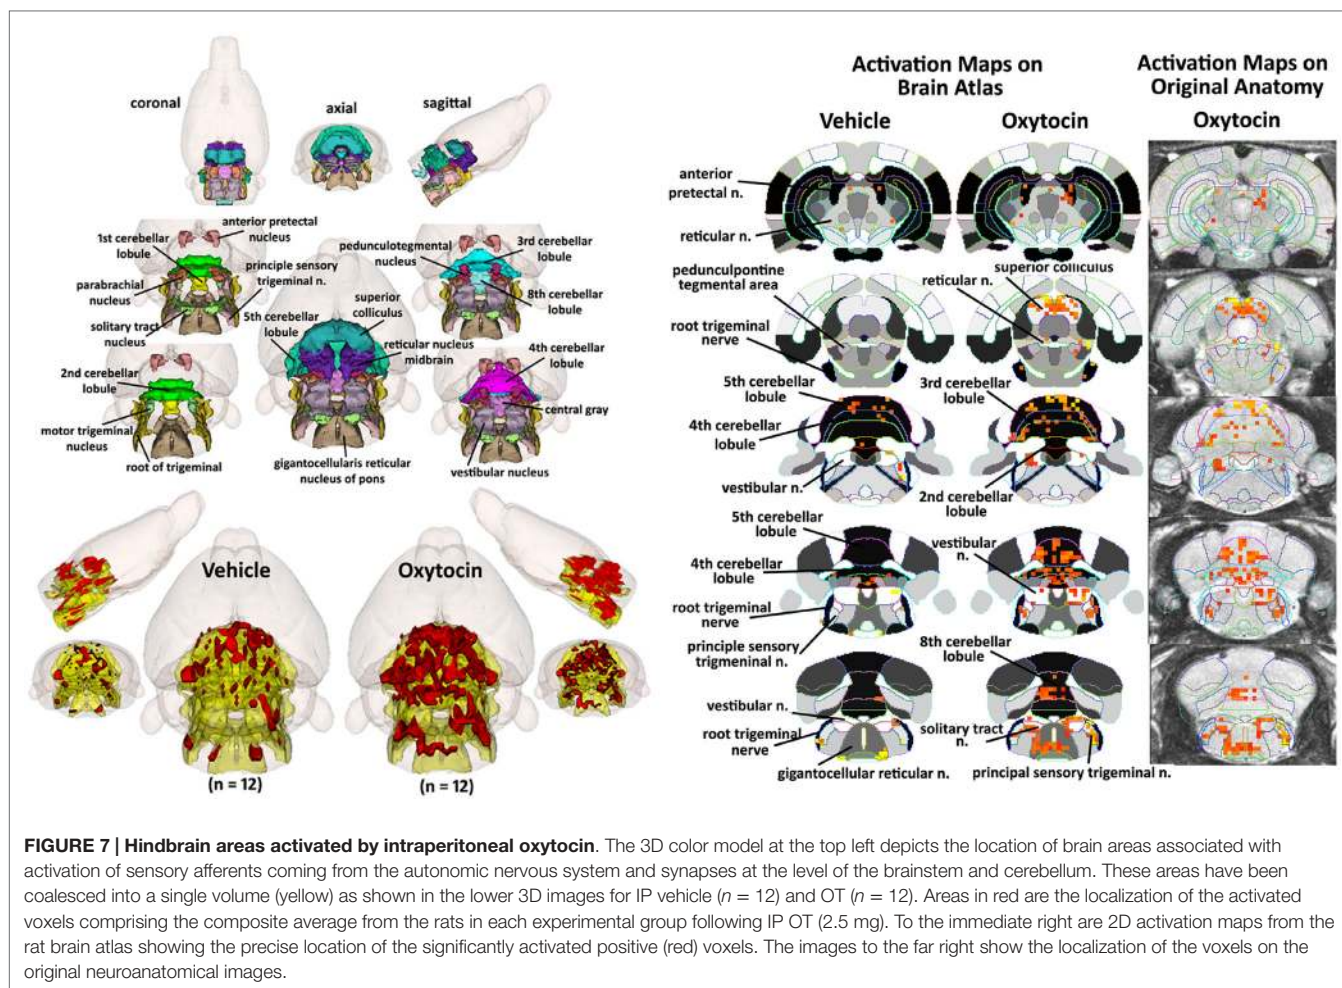 coronal
axial
sagittal
anterior pretectal
nucleus
1st cerebellar
lobule
principle sensory
trigeminal n.
parabrachial
nucleus
solitary tract
nucleus
5th cerebellar
lobule
2nd cerebellar
lobule
motor trigeminal
nucleus
root of trigeminal
superior
colliculus
reticular nucleus
midbrain
gigantocellularis reticular
nucleus of pons
pedunculotegmental
nucleus
3rd cerebellar
lobule
8th cerebellar
lobule
4th cerebellar
lobule
central gray
vestibular nucleus
Vehicle
Oxytocin
(n = 12)
(n = 12)
Activation Maps on
Brain Atlas
Activation Maps on
Original Anatomy
Vehicle
Oxytocin
Oxytocin
anterior
pretectal n.
reticular n.
superior colliculus
pedunculpontine
tegmental area
reticular n.
root trigeminal
nerve
5th cerebellar
lobule
3rd cerebellar
lobule
4th cerebellar
lobule
vestibular n.
2nd cerebellar
lobule
5th cerebellar
lobule
vestibular
n.
4th cerebellar
lobule
root trigeminal
nerve
principle sensory
trigmeninal n.
8th cerebellar
lobule
vestibular n.
root trigeminal
nerve
solitary tract
n.
gigantocellular reticular n.
principal sensory trigeminal n.
FIGURE 7 | Hindbrain areas activated by intraperitoneal oxytocin. The 3D color model at the top left depicts the location of brain areas associated with
activation of sensory afferents coming from the autonomic nervous system and synapses at the level of the brainstem and cerebellum. These areas have been
coalesced into a single volume (yellow) as shown in the lower 3D images for IP vehicle (n = 12) and OT (n = 12). Areas in red are the localization of the activated
voxels comprising the composite average from the rats in each experimental group following IP OT (2.5 mg). To the immediate right are 2D activation maps from the
rat brain atlas showing the precise location of the significantly activated positive (red) voxels. The images to the far right show the localization of the voxels on the
original neuroanatomical images.